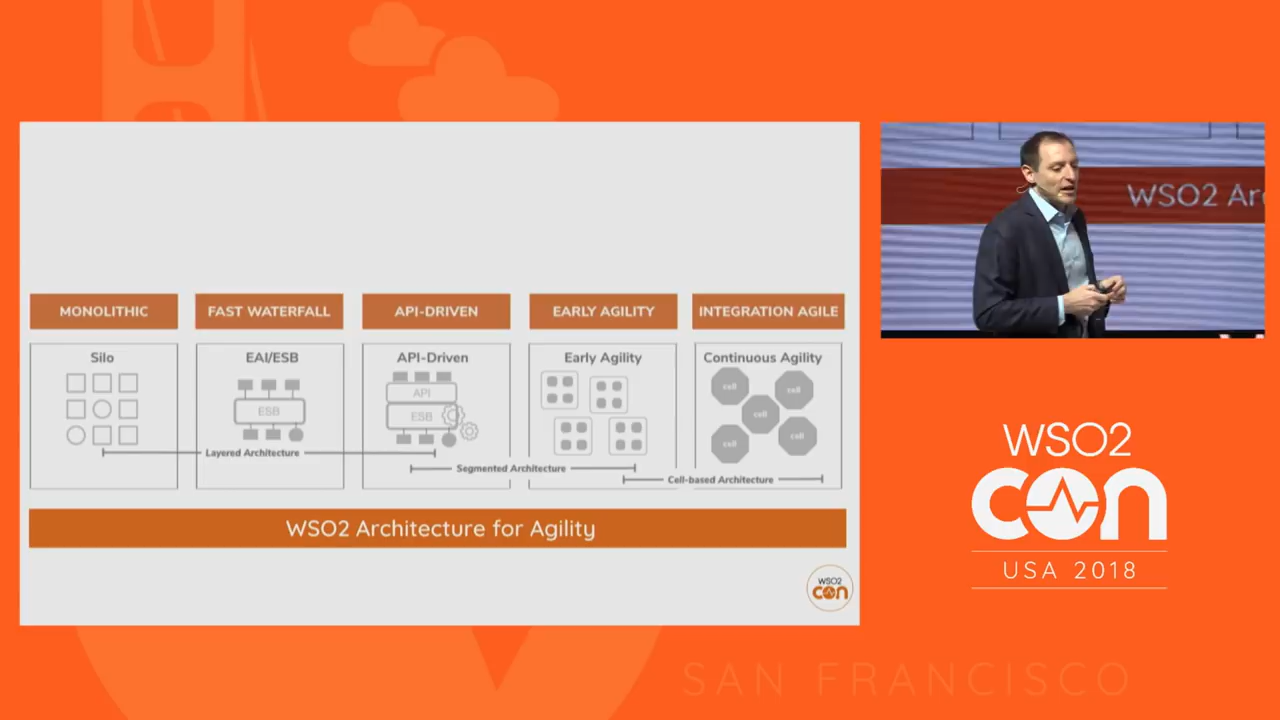 MONOLITHIC
FAST WATERFALL
API-DRIVEN
EARLY AGILITY
INTEGRATION AGILE
Silo
EAI/ESB
API-Driven
Early Agility
Continuous Agility
ESB
API
ESB
cell
cell
cell
cell
cell
Layered Architecture
Segmented Architecture
Cell-based Architecture
WSO2 Architecture for Agility
WSO2
CON
WSO2 Ar
WSO2
CON
USA 2018
SAN FRANCISCO